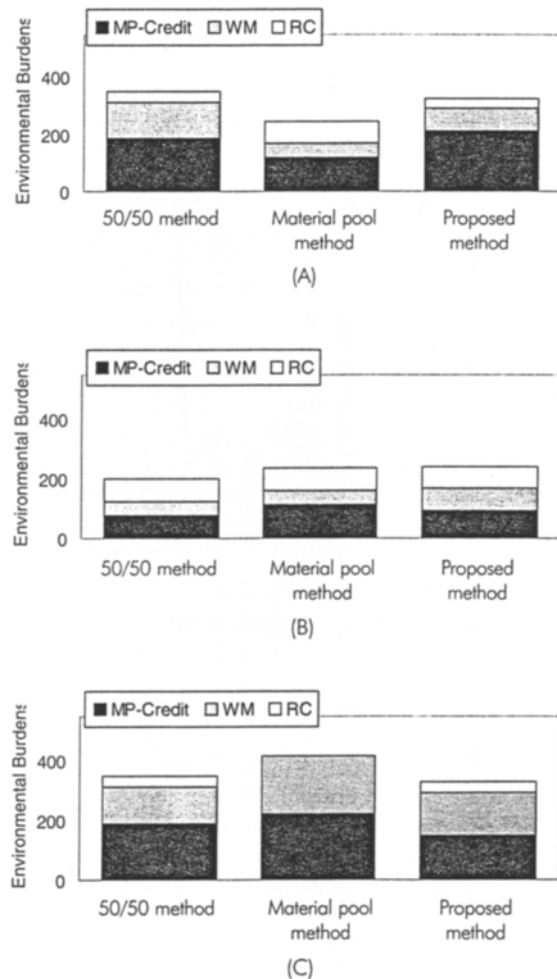 ■ MP-Credit □ WM □ RC
Environmental Burdens
400
200
0
50/50 method
Material pool method
Proposed method
(A)
■ MP-Credit □ WM □ RC
Environmental Burdens
400
200
0
50/50 method
Material pool method
Proposed method
(B)
■ MP-Credit □ WM □ RC
Environmental Burdens
400
200
0
50/50 method
Material pool method
Proposed method
(C)